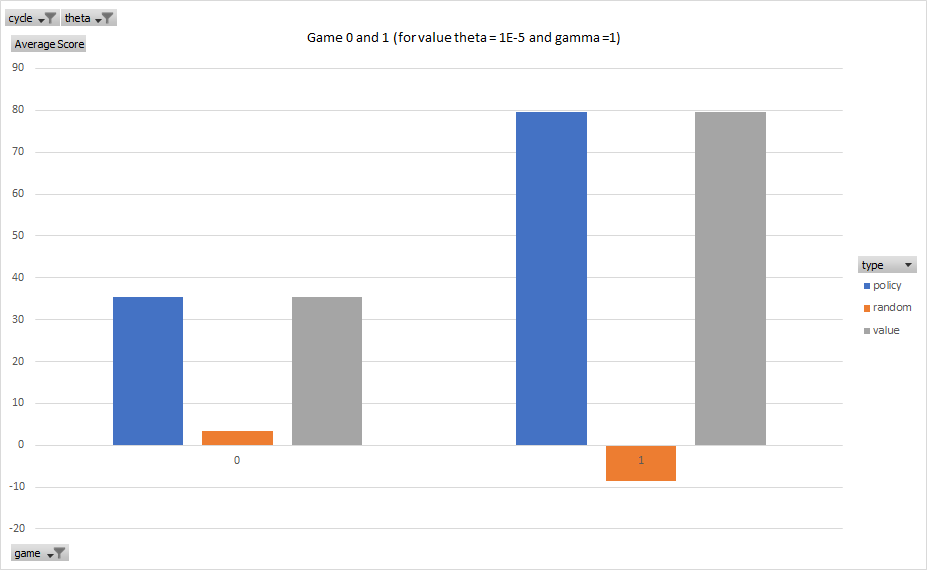 cycle theta
Average Score
Game 0 and 1 (for value theta = 1E-5 and gamma =1)
90
80
70
60
50
40
30
20
10
0
-10
-20
0
1
type
policy
random
value
game